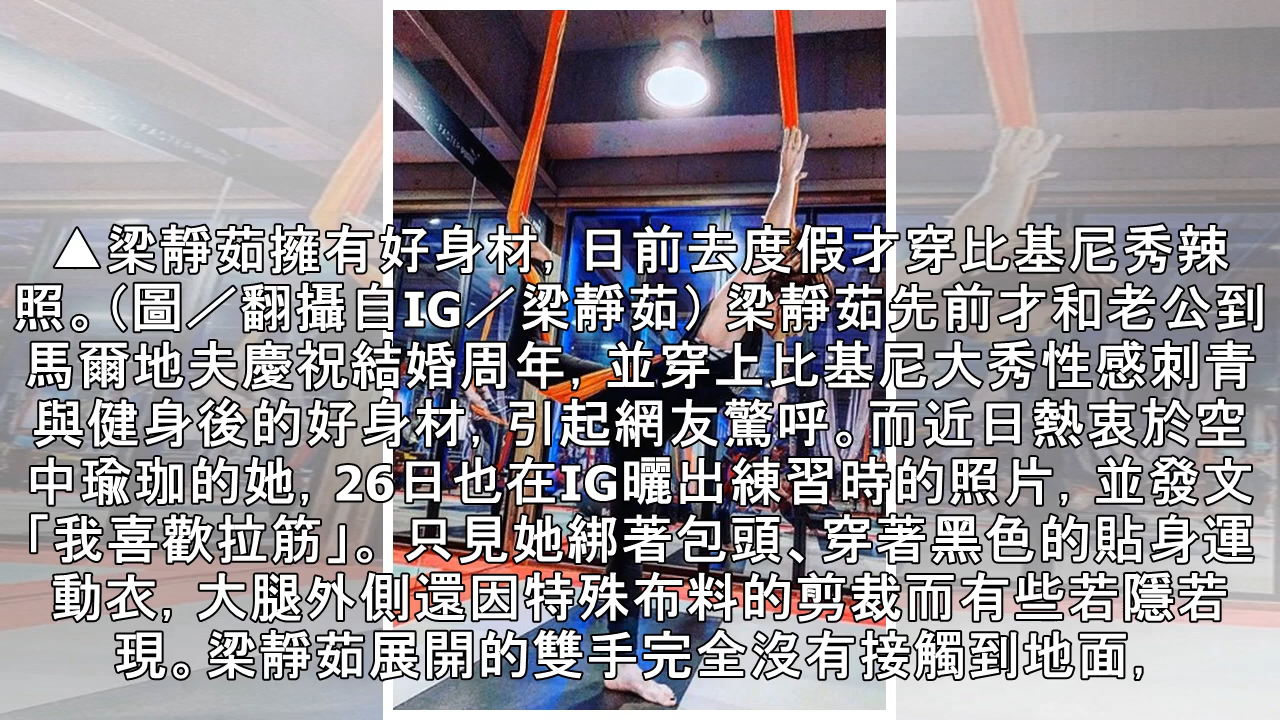 ▲梁靜茹擁有好身材, 日前去度假才穿比基尼秀辣
照。(圖／翻攝自IG／梁靜茹) 梁靜茹先前才和老公到
馬爾地夫慶祝結婚周年, 並穿上比基尼大秀性感刺青
與健身後的好身材, 引起網友驚呼。而近日熱衷於空
中瑜珈的她, 26日也在IG曬出練習時的照片, 並發文
「我喜歡拉筋」。只見她綁著包頭、穿著黑色的貼身運
動衣, 大腿外側還因特殊布料的剪裁而有些若隱若
現。梁靜茹展開的雙手完全沒有接觸到地面,